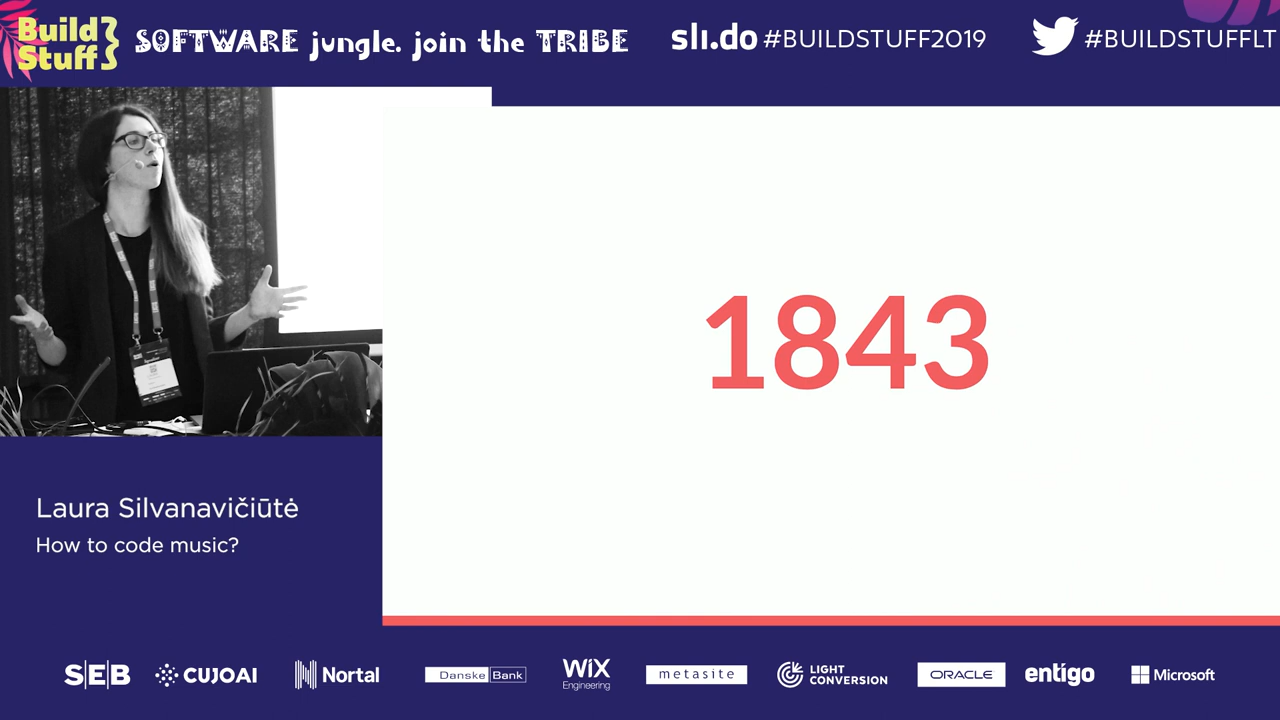 Build
Stuff
SOFTWARE jungle. join the TRIBE
sli.do #BUILDSTUFF2019
#BUILDSTUFFLT
1843
Laura Silvanavičiūtė
How to code music?
SEB
CUJOAI
Nortal
Danske Bank
WiX
Engineering
metasite
LIGHT
CONVERSION
ORACLE
entigo
Microsoft